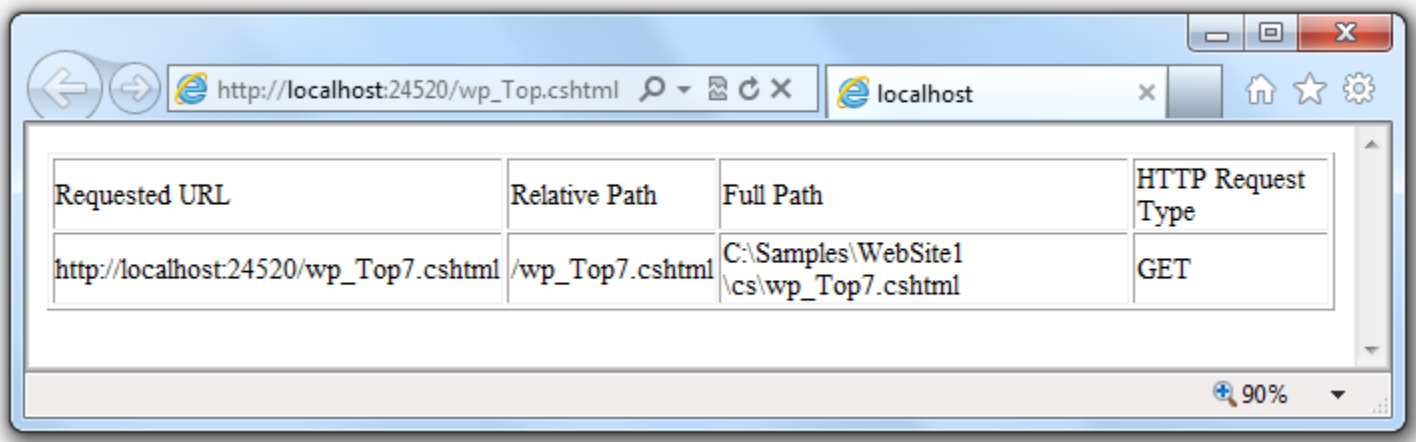 http://localhost:24520/wp_Top.cshtml
localhost
Requested URL
Relative Path
Full Path
HTTP Request
Type
http://localhost:24520/wp_Top7.cshtml
/wp_Top7.cshtml
C:\Samples\WebSite1
\cs\wp_Top7.cshtml
GET
90%